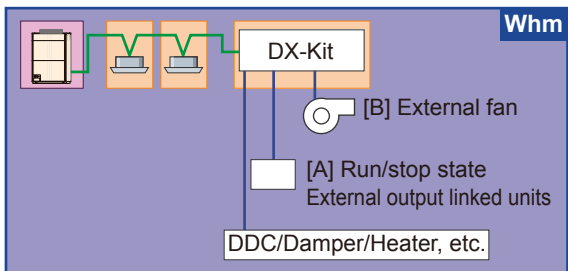 Whm
DX-Kit
[B] External fan
[A] Run/stop state
External output linked units
DDC/Damper/Heater, etc.